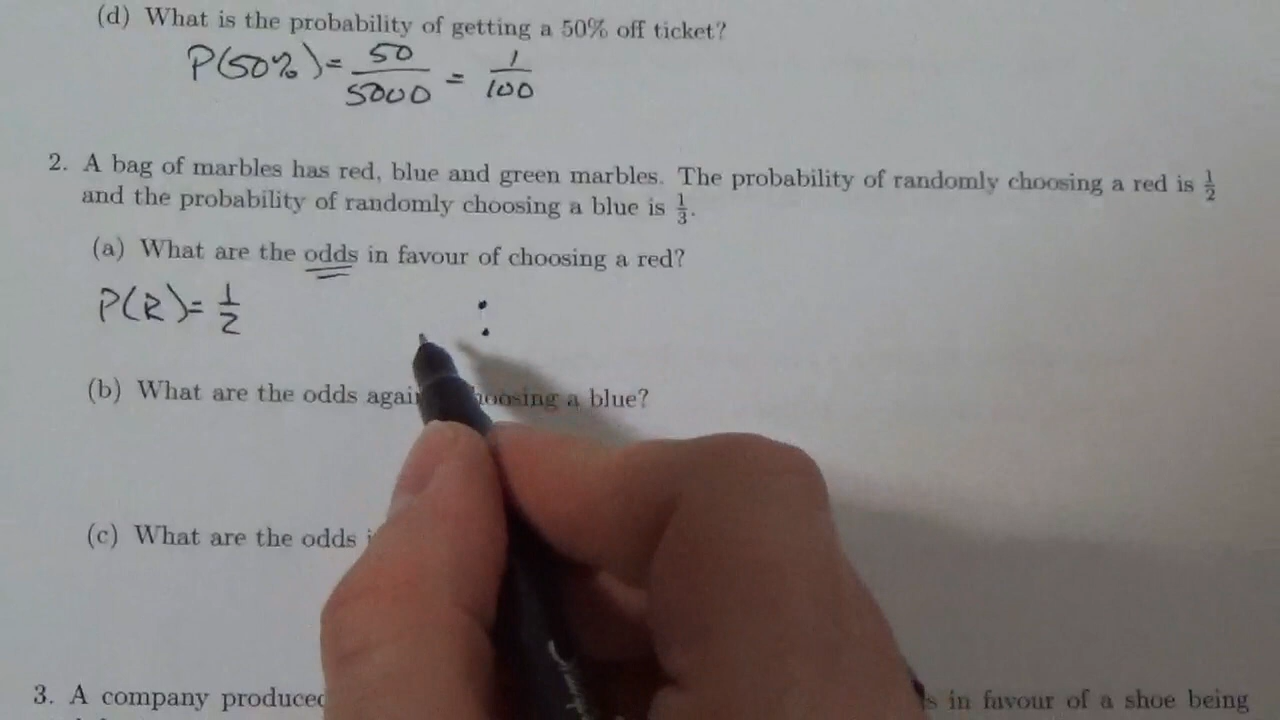 (d) What is the probability of getting a 50% off ticket?
P(50%) = 50/5000 = 1/100
2. A bag of marbles has red, blue and green marbles. The probability of randomly choosing a red is 1/2
and the probability of randomly choosing a blue is 1/3.
(a) What are the odds in favour of choosing a red?
P(R) = 1/2 :
(b) What are the odds choosing a blue?
(c) What are the odds
3. A company produced in favour of a shoe being